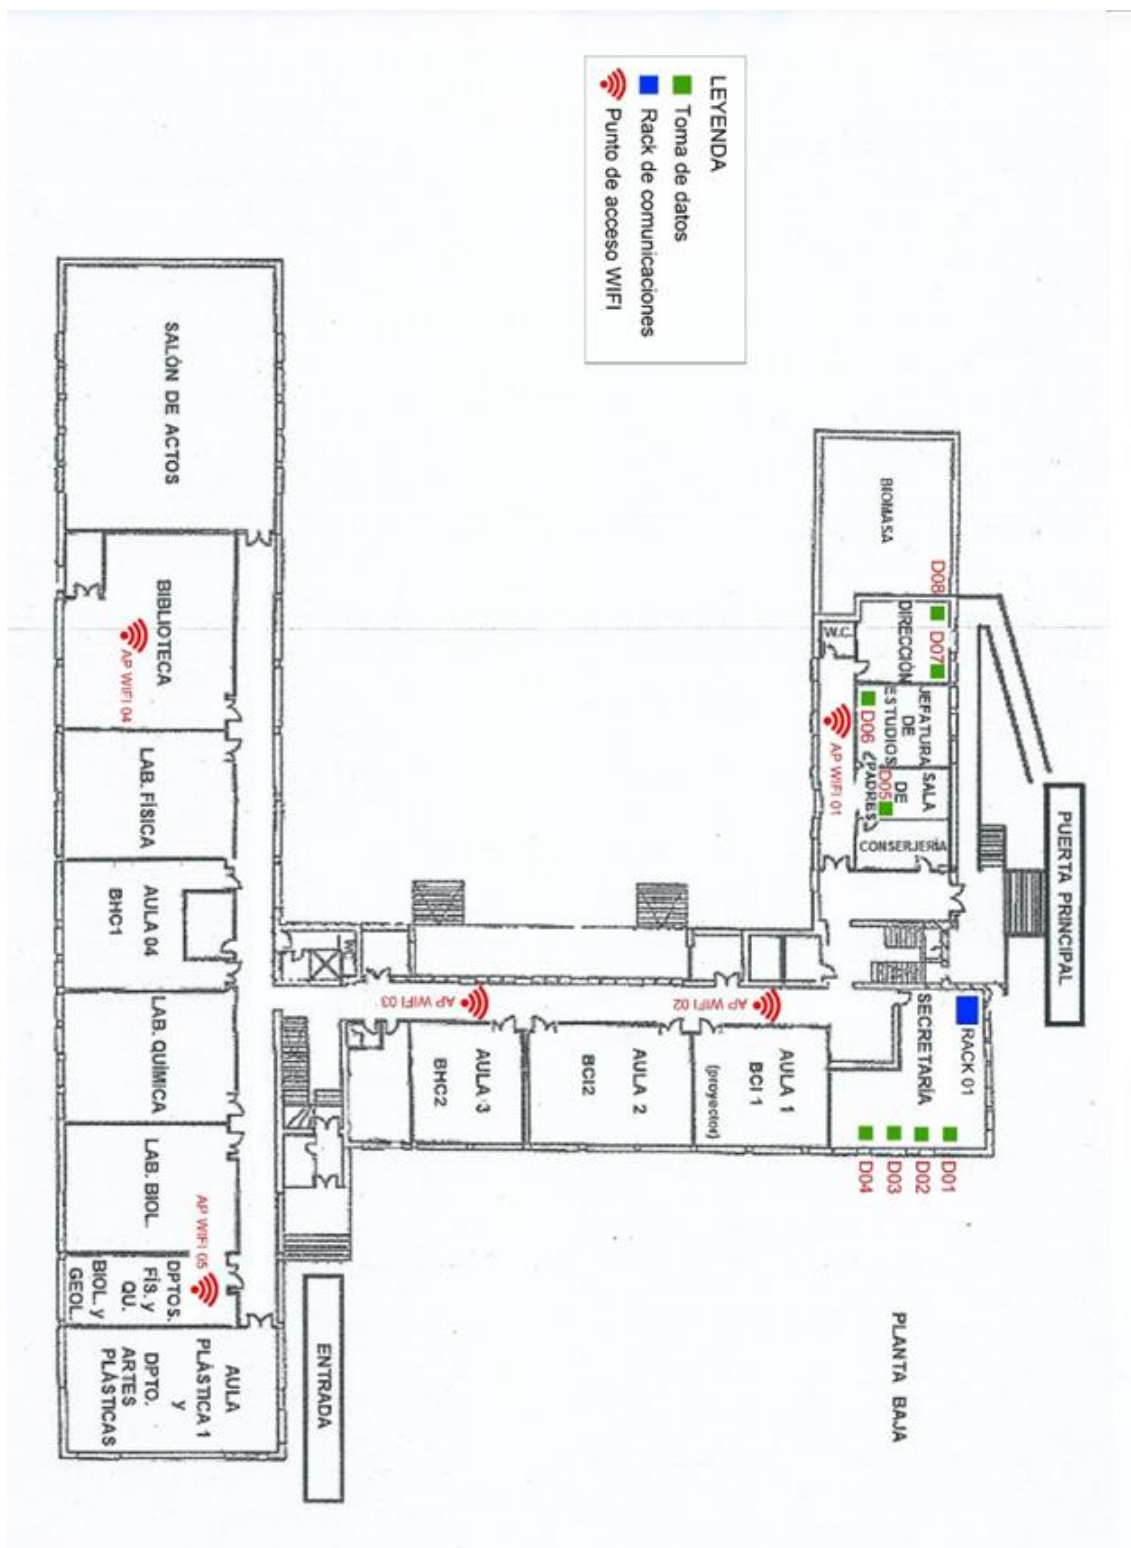 LEYENDA
Toma de datos
Rack de comunicaciones
Punto de acceso WIFI
PUERTA PRINCIPAL
BIOMASA
D08
DIRECCIÓN
D07
W.C.
JEFATURA
DE
ESTUDIOS
D06
SALA
DE
PADRES
D05
AP WIFI 01
CONSERJERÍA
RACK 01
SECRETARÍA
D01
D02
D03
D04
AP WIFI 02
AULA 1
BCI 1
(proyector)
AULA 2
BCI2
AP WIFI 03
AULA 3
BHC2
W.C.
SALÓN DE ACTOS
BIBLIOTECA
AP WIFI 04
LAB. FÍSICA
AULA 04
BHC1
LAB. QUÍMICA
LAB. BIOL.
AP WIFI 05
DPTOS.
FÍS. y
QU.
BIOL. y
GEOL.
AULA
PLÁSTICA 1
y
DPTO.
ARTES
PLÁSTICAS
ENTRADA
PLANTA BAJA